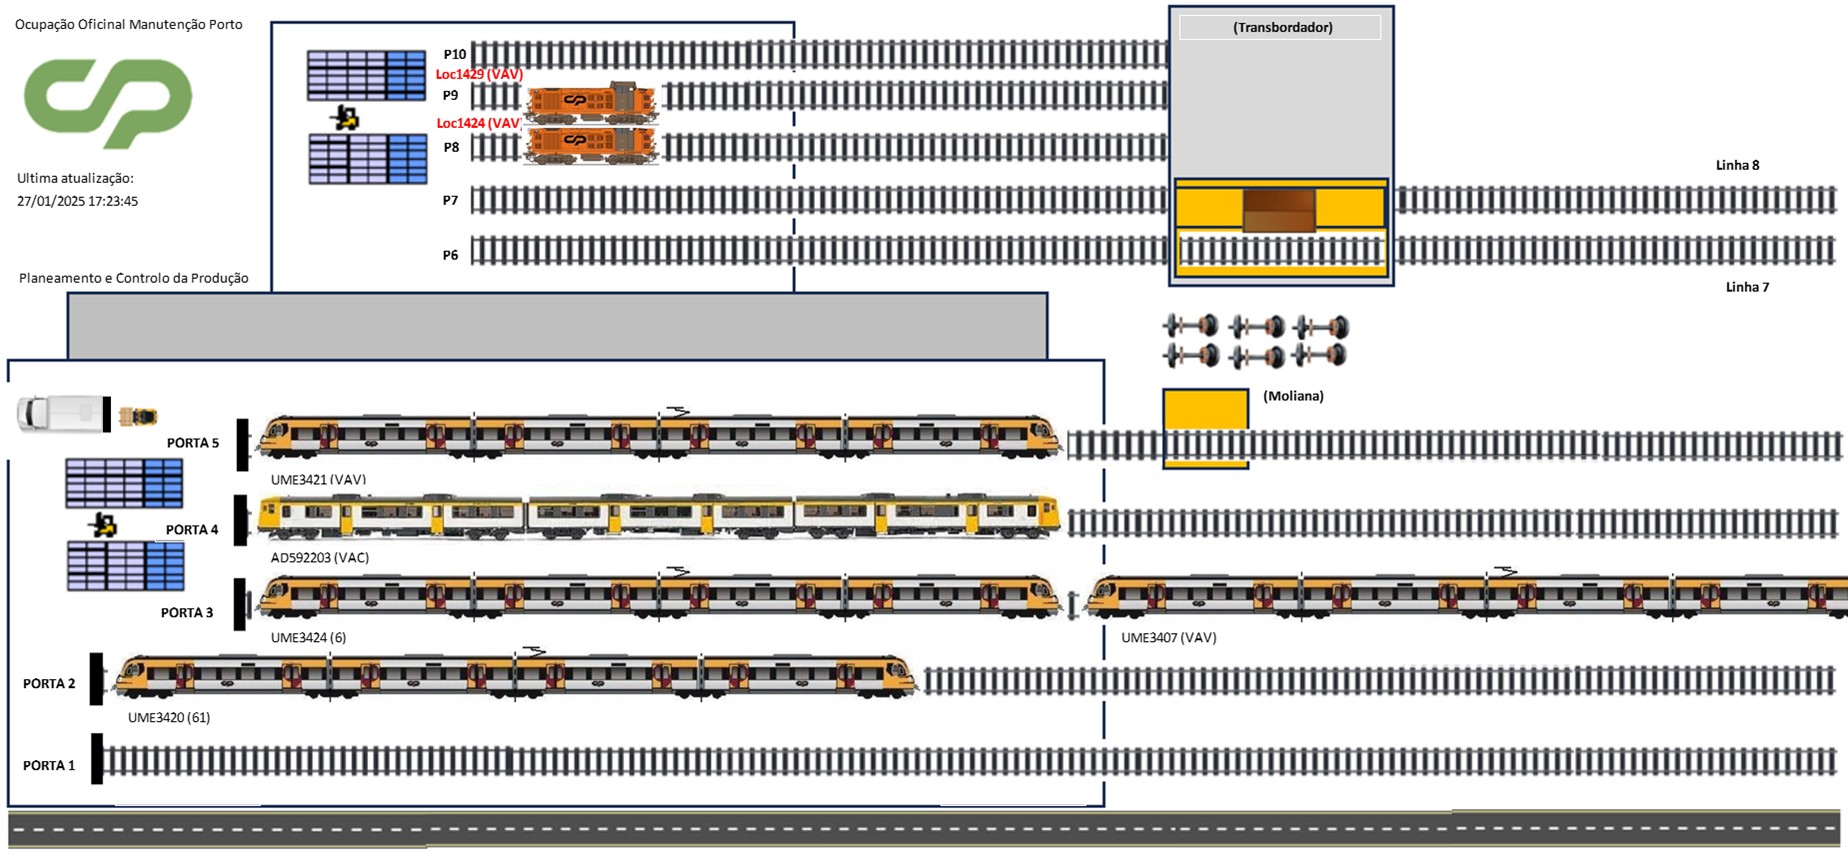 Ocupação Oficinal Manutenção Porto
(Transbordador)
P10
Loc1429 (VAV)
P9
Loc1424 (VAV)
P8
Linha 8
Ultima atualização:
27/01/2025 17:23:45
P7
P6
Planeamento e Controlo da Produção
Linha 7
(Moliana)
PORTA 5
UME3421 (VAV)
PORTA 4
AD592203 (VAC)
PORTA 3
UME3424 (6)
UME3407 (VAV)
PORTA 2
UME3420 (61)
PORTA 1